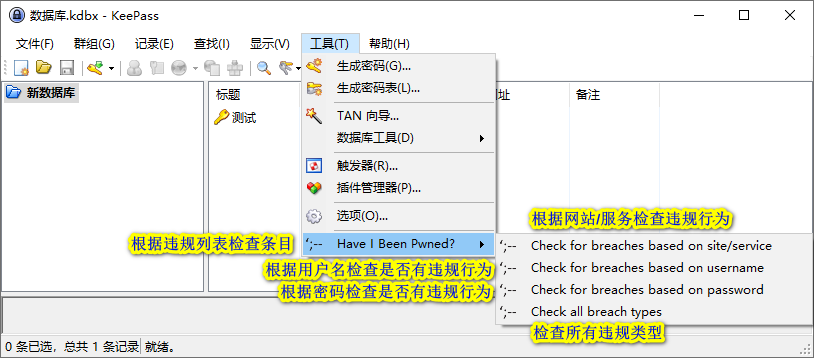 数据库.kdbx - KeePass
文件(F) 群组(G) 记录(E) 查找(I) 显示(V) 工具(T) 帮助(H)
新数据库
标题
备注
测试
生成密码(G)...
生成密码表(L)...
TAN 向导...
数据库工具(D)
触发器(R)...
插件管理器(P)...
选项(O)...
根据违规列表检查条目
';-- Have I Been Pwned?
根据网站/服务检查违规行为
';-- Check for breaches based on site/service
根据用户名检查是否有违规行为
';-- Check for breaches based on username
根据密码检查是否有违规行为
';-- Check for breaches based on password
';-- Check all breach types
检查所有违规类型
0 条已选，总共 1 条记录 就绪。